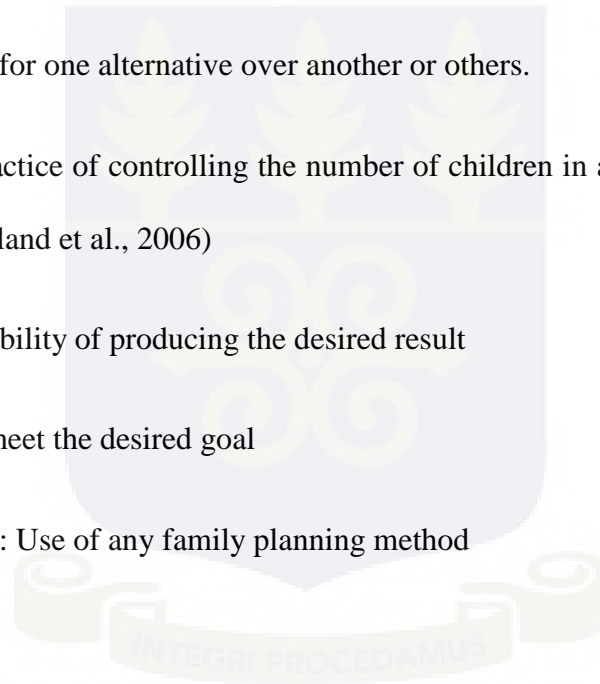 for one alternative over another or others.
actice of controlling the number of children in a
land et al., 2006)
bility of producing the desired result
neet the desired goal
: Use of any family planning method
INTEGRI PROCEDAMUS